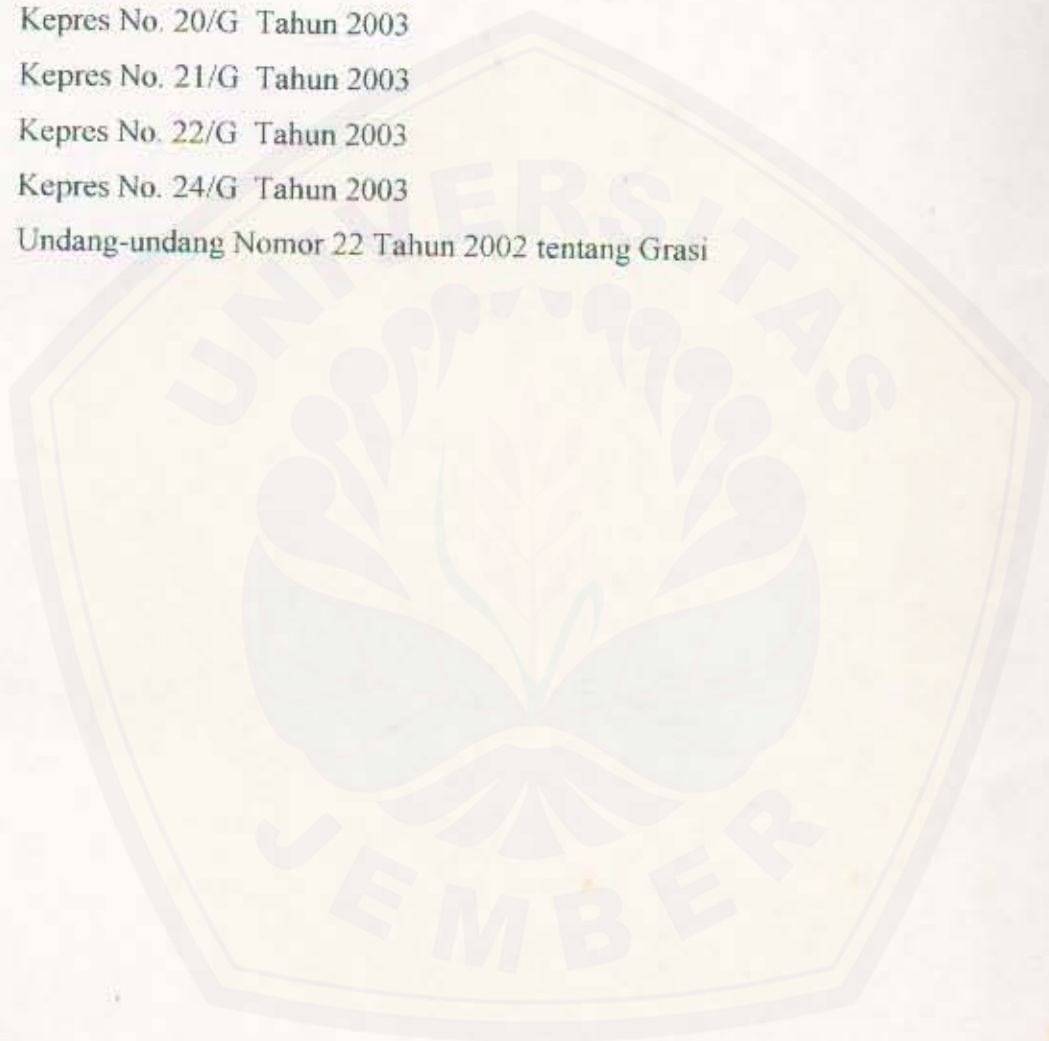 Kepres No. 20/G Tahun 2003
Kepres No. 21/G Tahun 2003
Kepres No. 22/G Tahun 2003
Kepres No. 24/G Tahun 2003
Undang-undang Nomor 22 Tahun 2002 tentang Grasi
UNIVERSITAS
JEMBER